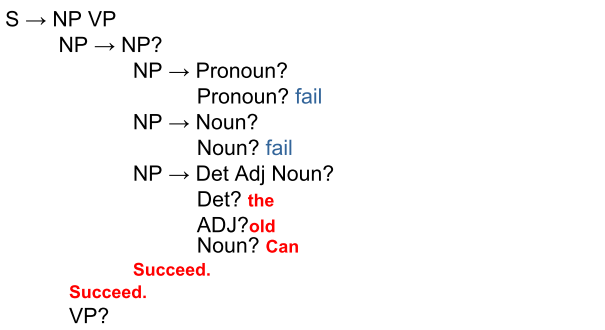 S → NP VP
NP → NP?
NP → Pronoun?
Pronoun? fail
NP → Noun?
Noun? fail
NP → Det Adj Noun?
Det? the
ADJ?old
Noun? Can
Succeed.
Succeed.
VP?